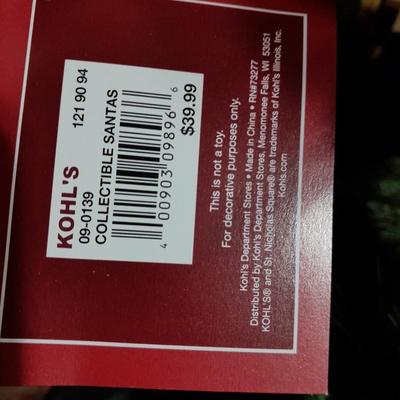 KOHL'S 121 90 94
09-0139
COLLECTIBLE SANTAS
4 00903 09896 6
$39.99
This is not a toy.
For decorative purposes only.
Kohl's Department Stores • Made in China • RN#73277
Distributed by Kohl's Department Stores, Menomonee Falls, WI 53051
KOHL'S® and St. Nicholas Square® are trademarks of Kohl's Illinois, Inc.
Kohls.com